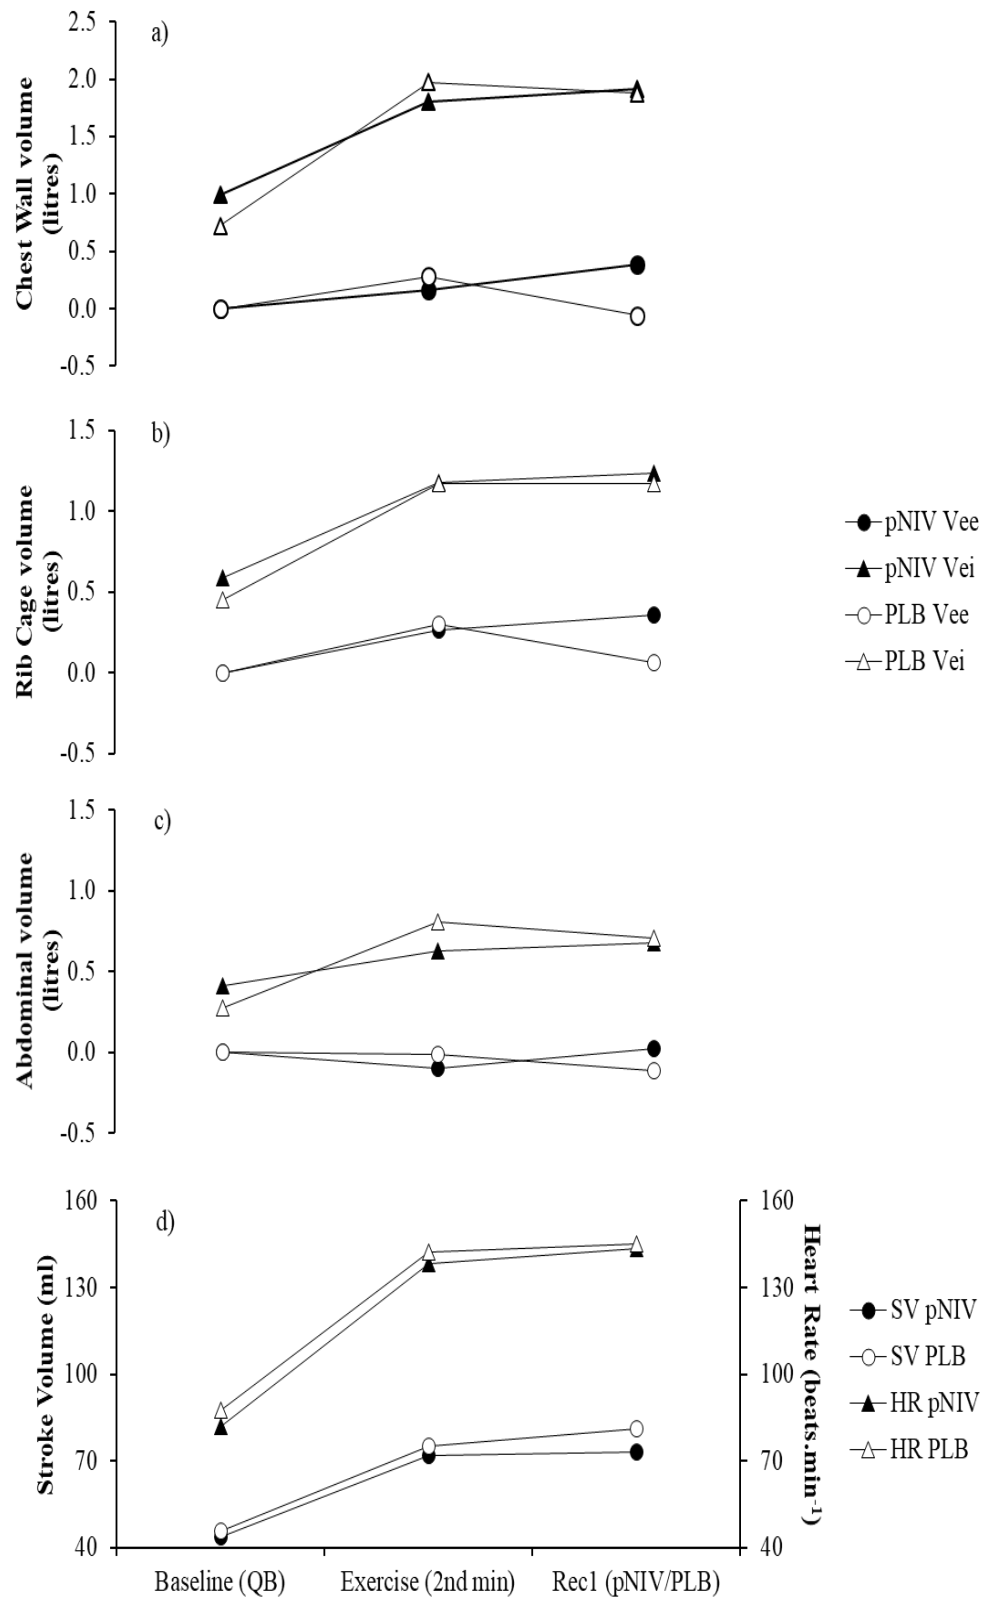 a)
Chest Wall volume
(litres)
2.5
2.0
1.5
1.0
0.5
0.0
-0.5
b)
Rib Cage volume
(litres)
1.5
1.0
0.5
0.0
-0.5
pNIV Vee
pNIV Vei
PLB Vee
PLB Vei
c)
Abdominal volume
(litres)
1.5
1.0
0.5
0.0
-0.5
d)
Stroke Volume (ml)
160
130
100
70
40
160
130
100
70
40
Heart Rate (beats.min⁻¹)
SV pNIV
SV PLB
HR pNIV
HR PLB
Baseline (QB) Exercise (2nd min) Rec1 (pNIV/PLB)